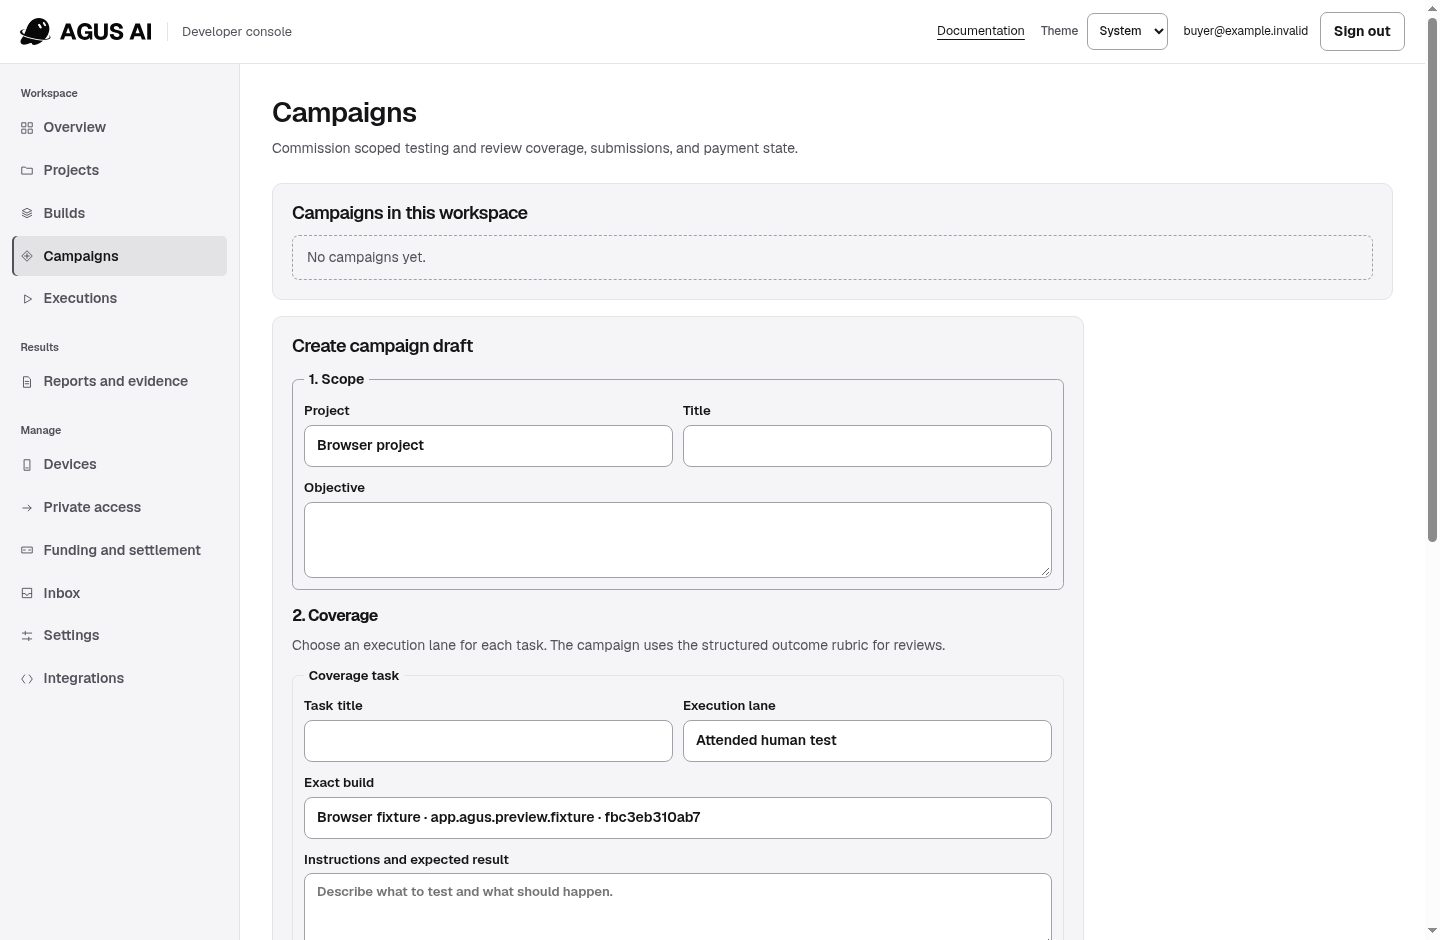 AGUS AI
Developer console
Documentation
Theme
System
buyer@example.invalid
Sign out
Workspace
Overview
Projects
Builds
Campaigns
Executions
Results
Reports and evidence
Manage
Devices
Private access
Funding and settlement
Inbox
Settings
Integrations
Campaigns
Commission scoped testing and review coverage, submissions, and payment state.
Campaigns in this workspace
No campaigns yet.
Create campaign draft
1. Scope
Project
Title
Browser project
Objective
2. Coverage
Choose an execution lane for each task. The campaign uses the structured outcome rubric for reviews.
Coverage task
Task title
Execution lane
Attended human test
Exact build
Browser fixture · app.agus.preview.fixture · fbc3eb310ab7
Instructions and expected result
Describe what to test and what should happen.